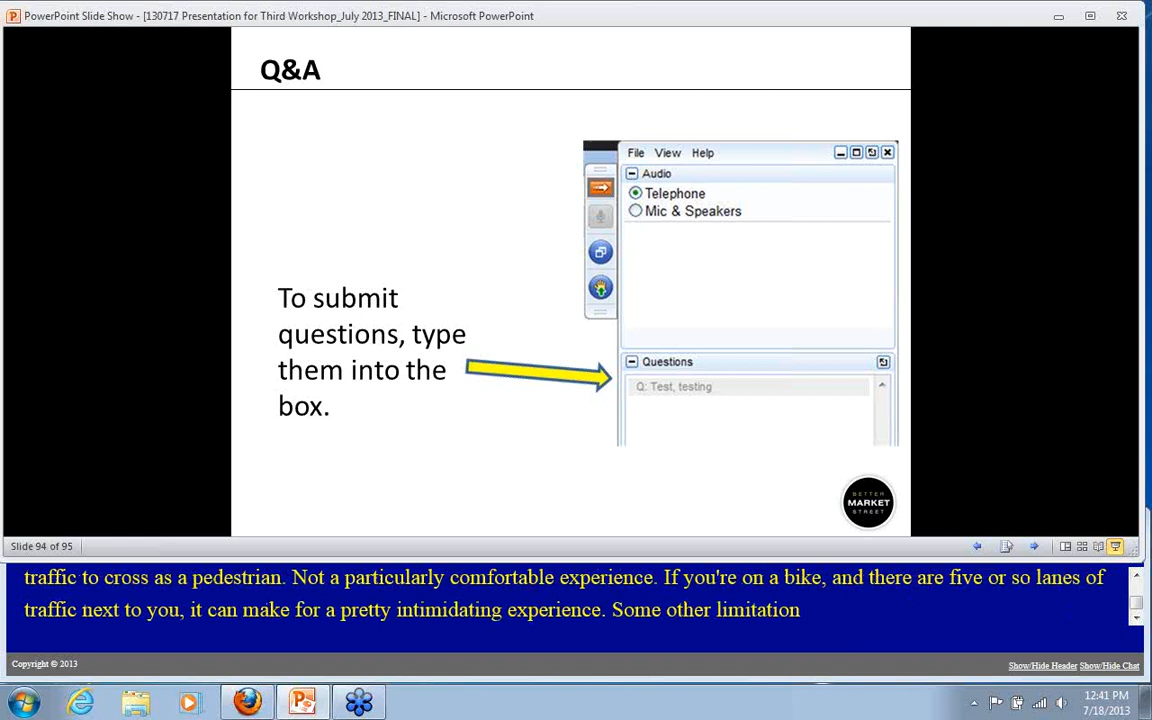 PowerPoint Slide Show - [130717 Presentation for Third Workshop_July 2013_FINAL] - Microsoft PowerPoint
Q&A
File View Help
Audio
Telephone
Mic & Speakers
To submit
questions, type
them into the
box.
Questions
Q: Test, testing
BETTER
MARKET
STREET
Slide 94 of 95
traffic to cross as a pedestrian. Not a particularly comfortable experience. If you're on a bike, and there are five or so lanes of
traffic next to you, it can make for a pretty intimidating experience. Some other limitation
Copyright © 2013
Show/Hide Header Show/Hide Chat
12:41 PM
7/18/2013